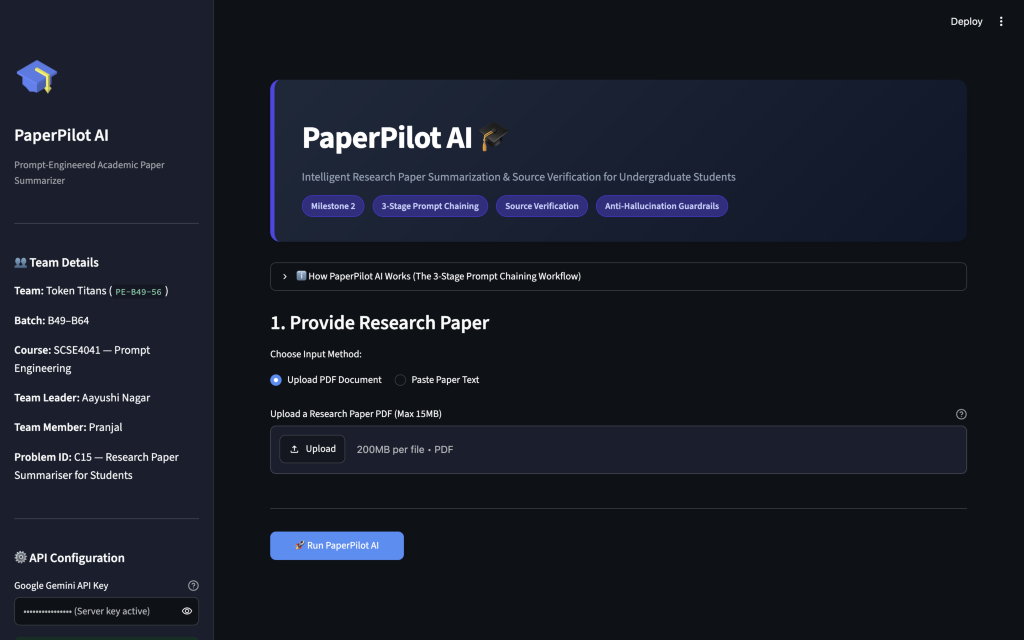 Deploy
PaperPilot AI
Prompt-Engineered Academic Paper
Summarizer
👥 Team Details
Team: Token Titans ( PE-B49-56 )
Batch: B49–B64
Course: SCSE4041 — Prompt
Engineering
Team Leader: Aayushi Nagar
Team Member: Pranjal
Problem ID: C15 — Research Paper
Summariser for Students
⚙️ API Configuration
Google Gemini API Key
•••••••••••••••• (Server key active)
PaperPilot AI 🎓
Intelligent Research Paper Summarization & Source Verification for Undergraduate Students
Milestone 2
3-Stage Prompt Chaining
Source Verification
Anti-Hallucination Guardrails
ℹ️ How PaperPilot AI Works (The 3-Stage Prompt Chaining Workflow)
1. Provide Research Paper
Choose Input Method:
Upload PDF Document
Paste Paper Text
Upload a Research Paper PDF (Max 15MB)
Upload
200MB per file • PDF
🚀 Run PaperPilot AI